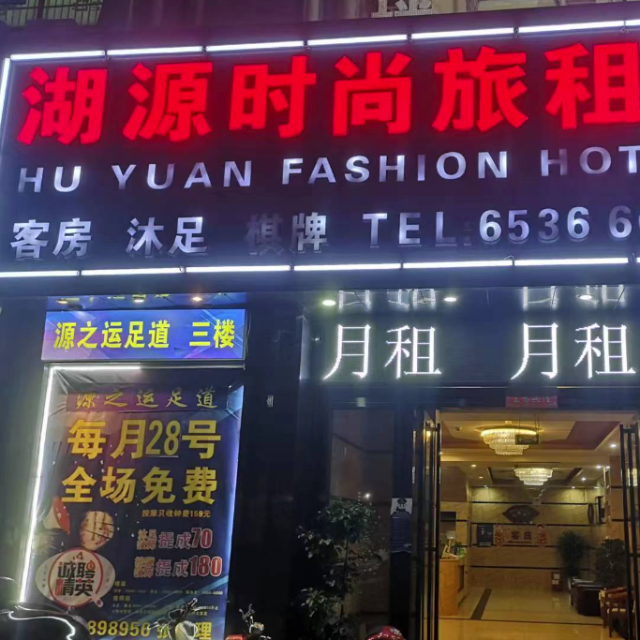 湖源时尚旅租
HU YUAN FASHION HOT
客房 沐足 棋牌 TEL:6536 6
源之运足道 三楼
月租 月租
源之运足道
每月28号
全场免费
提成70
提成180
诚聘
精英
898956
理